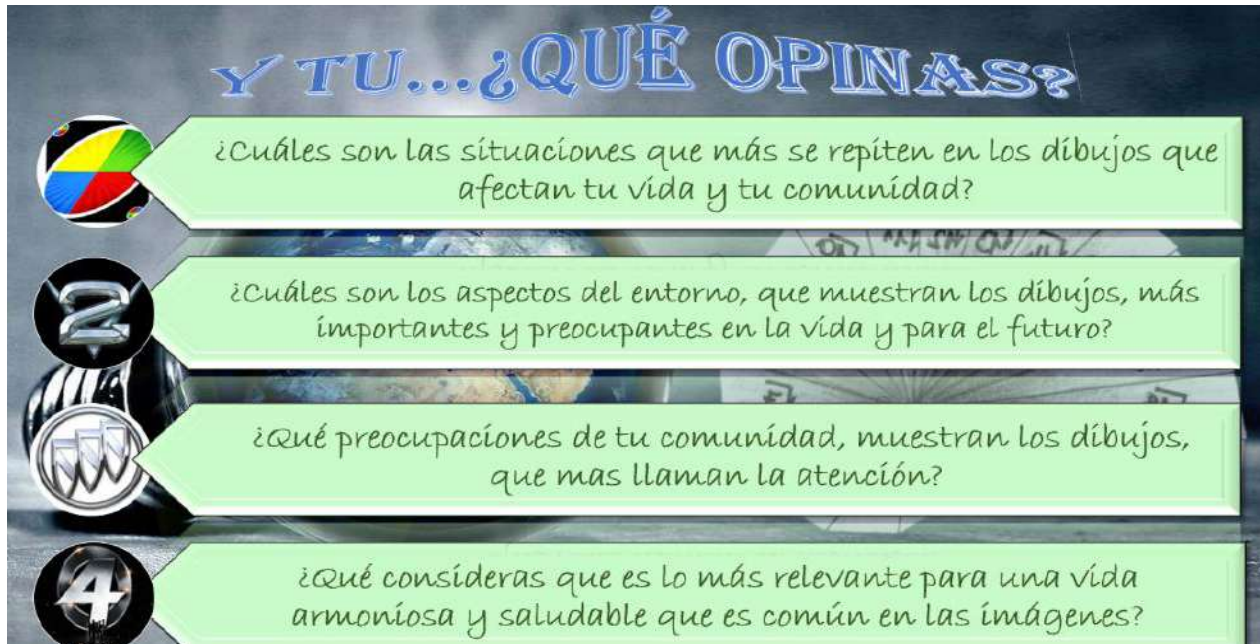 Y TU...¿QUÉ OPINAS?
¿Cuáles son las situaciones que más se repiten en los dibujos que
afectan tu vida y tu comunidad?
2
¿Cuáles son los aspectos del entorno, que muestran los dibujos, más
importantes y preocupantes en la vida y para el futuro?
¿Qué preocupaciones de tu comunidad, muestran los dibujos,
que mas llaman la atención?
4
¿Qué consideras que es lo más relevante para una vida
armoniosa y saludable que es común en las imágenes?